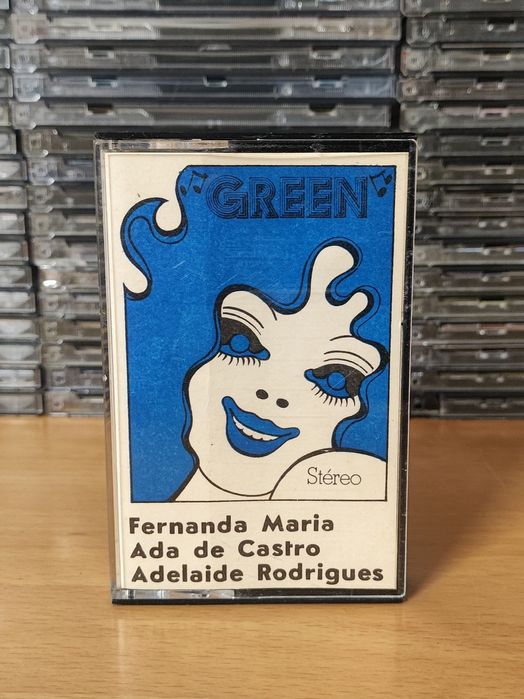 GREEN
Stéreo
Fernanda Maria
Ada de Castro
Adelaide Rodrigues